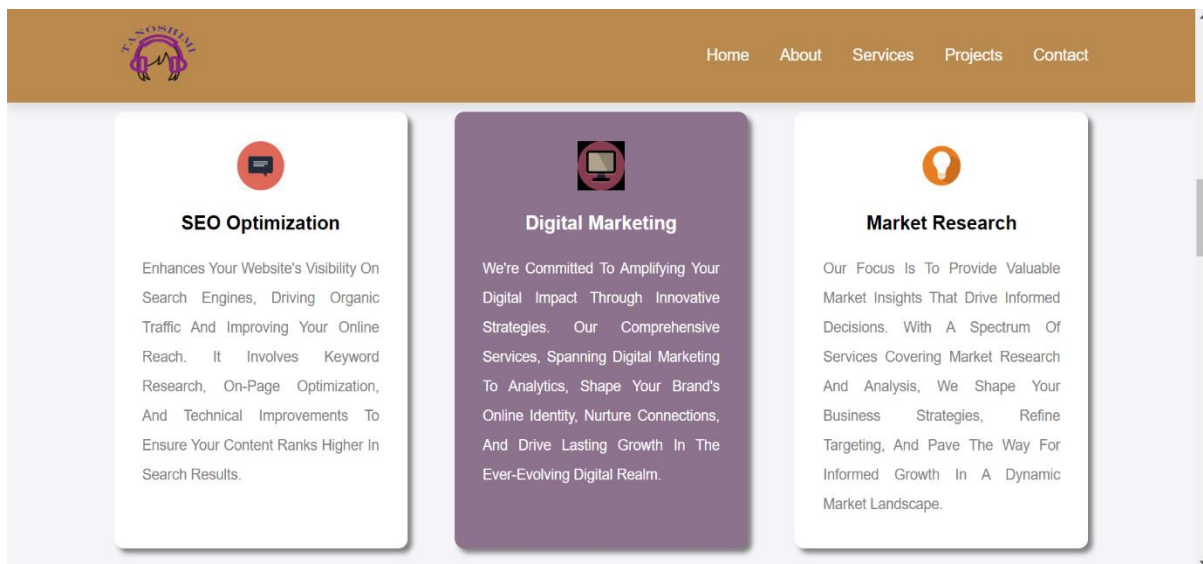 TANOSHIMI
Home About Services Projects Contact
SEO Optimization
Enhances Your Website's Visibility On
Search Engines, Driving Organic
Traffic And Improving Your Online
Reach. It Involves Keyword
Research, On-Page Optimization,
And Technical Improvements To
Ensure Your Content Ranks Higher In
Search Results.
Digital Marketing
We're Committed To Amplifying Your
Digital Impact Through Innovative
Strategies. Our Comprehensive
Services, Spanning Digital Marketing
To Analytics, Shape Your Brand's
Online Identity, Nurture Connections,
And Drive Lasting Growth In The
Ever-Evolving Digital Realm.
Market Research
Our Focus Is To Provide Valuable
Market Insights That Drive Informed
Decisions. With A Spectrum Of
Services Covering Market Research
And Analysis, We Shape Your
Business Strategies, Refine
Targeting, And Pave The Way For
Informed Growth In A Dynamic
Market Landscape.